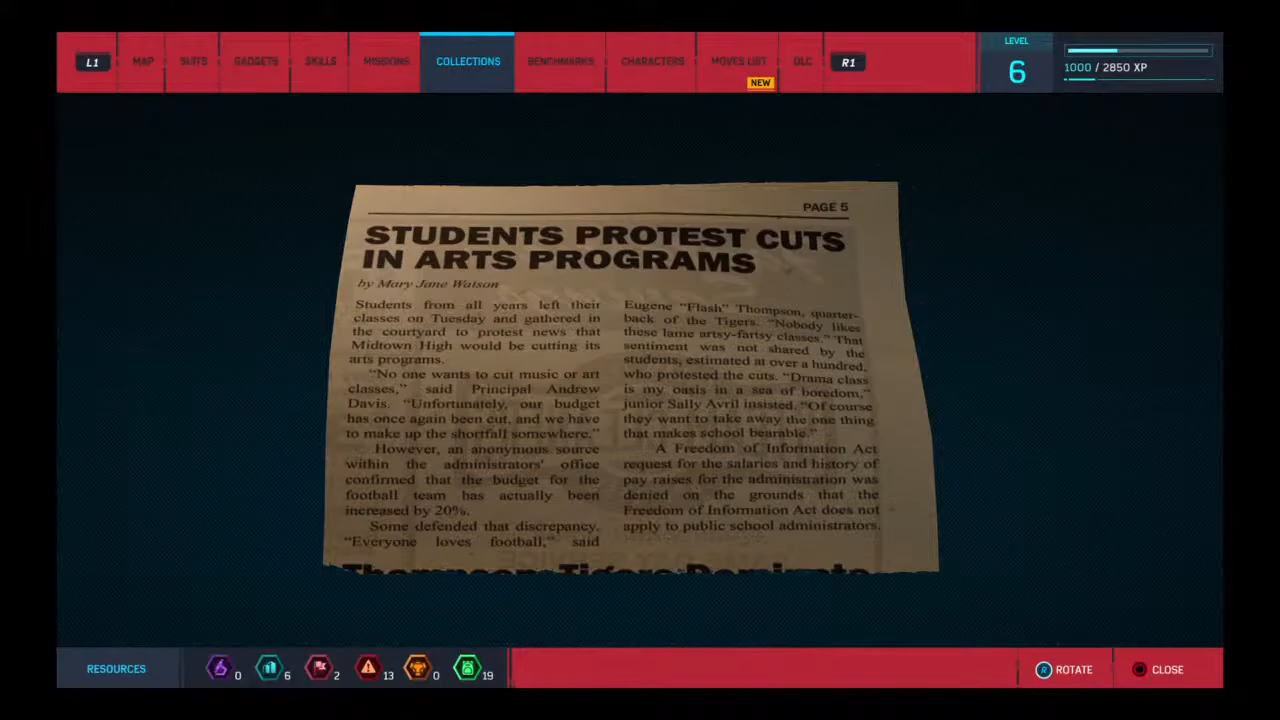 L1
MAP
SUITS
GADGETS
SKILLS
MISSIONS
COLLECTIONS
BENCHMARKS
CHARACTERS
MOVES LIST
NEW
DLC
R1
LEVEL
6
1000 / 2850 XP
PAGE 5
STUDENTS PROTEST CUTS
IN ARTS PROGRAMS
by Mary Jane Watson
Students from all years left their
classes on Tuesday and gathered in
the courtyard to protest news that
Midtown High would be cutting its
arts programs.
"No one wants to cut music or art
classes," said Principal Andrew
Davis. "Unfortunately, our budget
has once again been cut, and we have
to make up the shortfall somewhere."
However, an anonymous source
within the administrators' office
confirmed that the budget for the
football team has actually been
increased by 20%.
Some defended that discrepancy.
"Everyone loves football," said
Eugene "Flash" Thompson, quarter-
back of the Tigers. "Nobody likes
these lame artsy-fartsy classes." That
sentiment was not shared by the
students, estimated at over a hundred,
who protested the cuts. "Drama class
is my oasis in a sea of boredom,"
junior Sally Avril insisted. "Of course
they want to take away the one thing
that makes school bearable."
A Freedom of Information Act
request for the salaries and history of
pay raises for the administration was
denied on the grounds that the
Freedom of Information Act does not
apply to public school administrators.
Thompson, Tigers Dominate
RESOURCES
0
6
2
13
0
19
R ROTATE
CLOSE